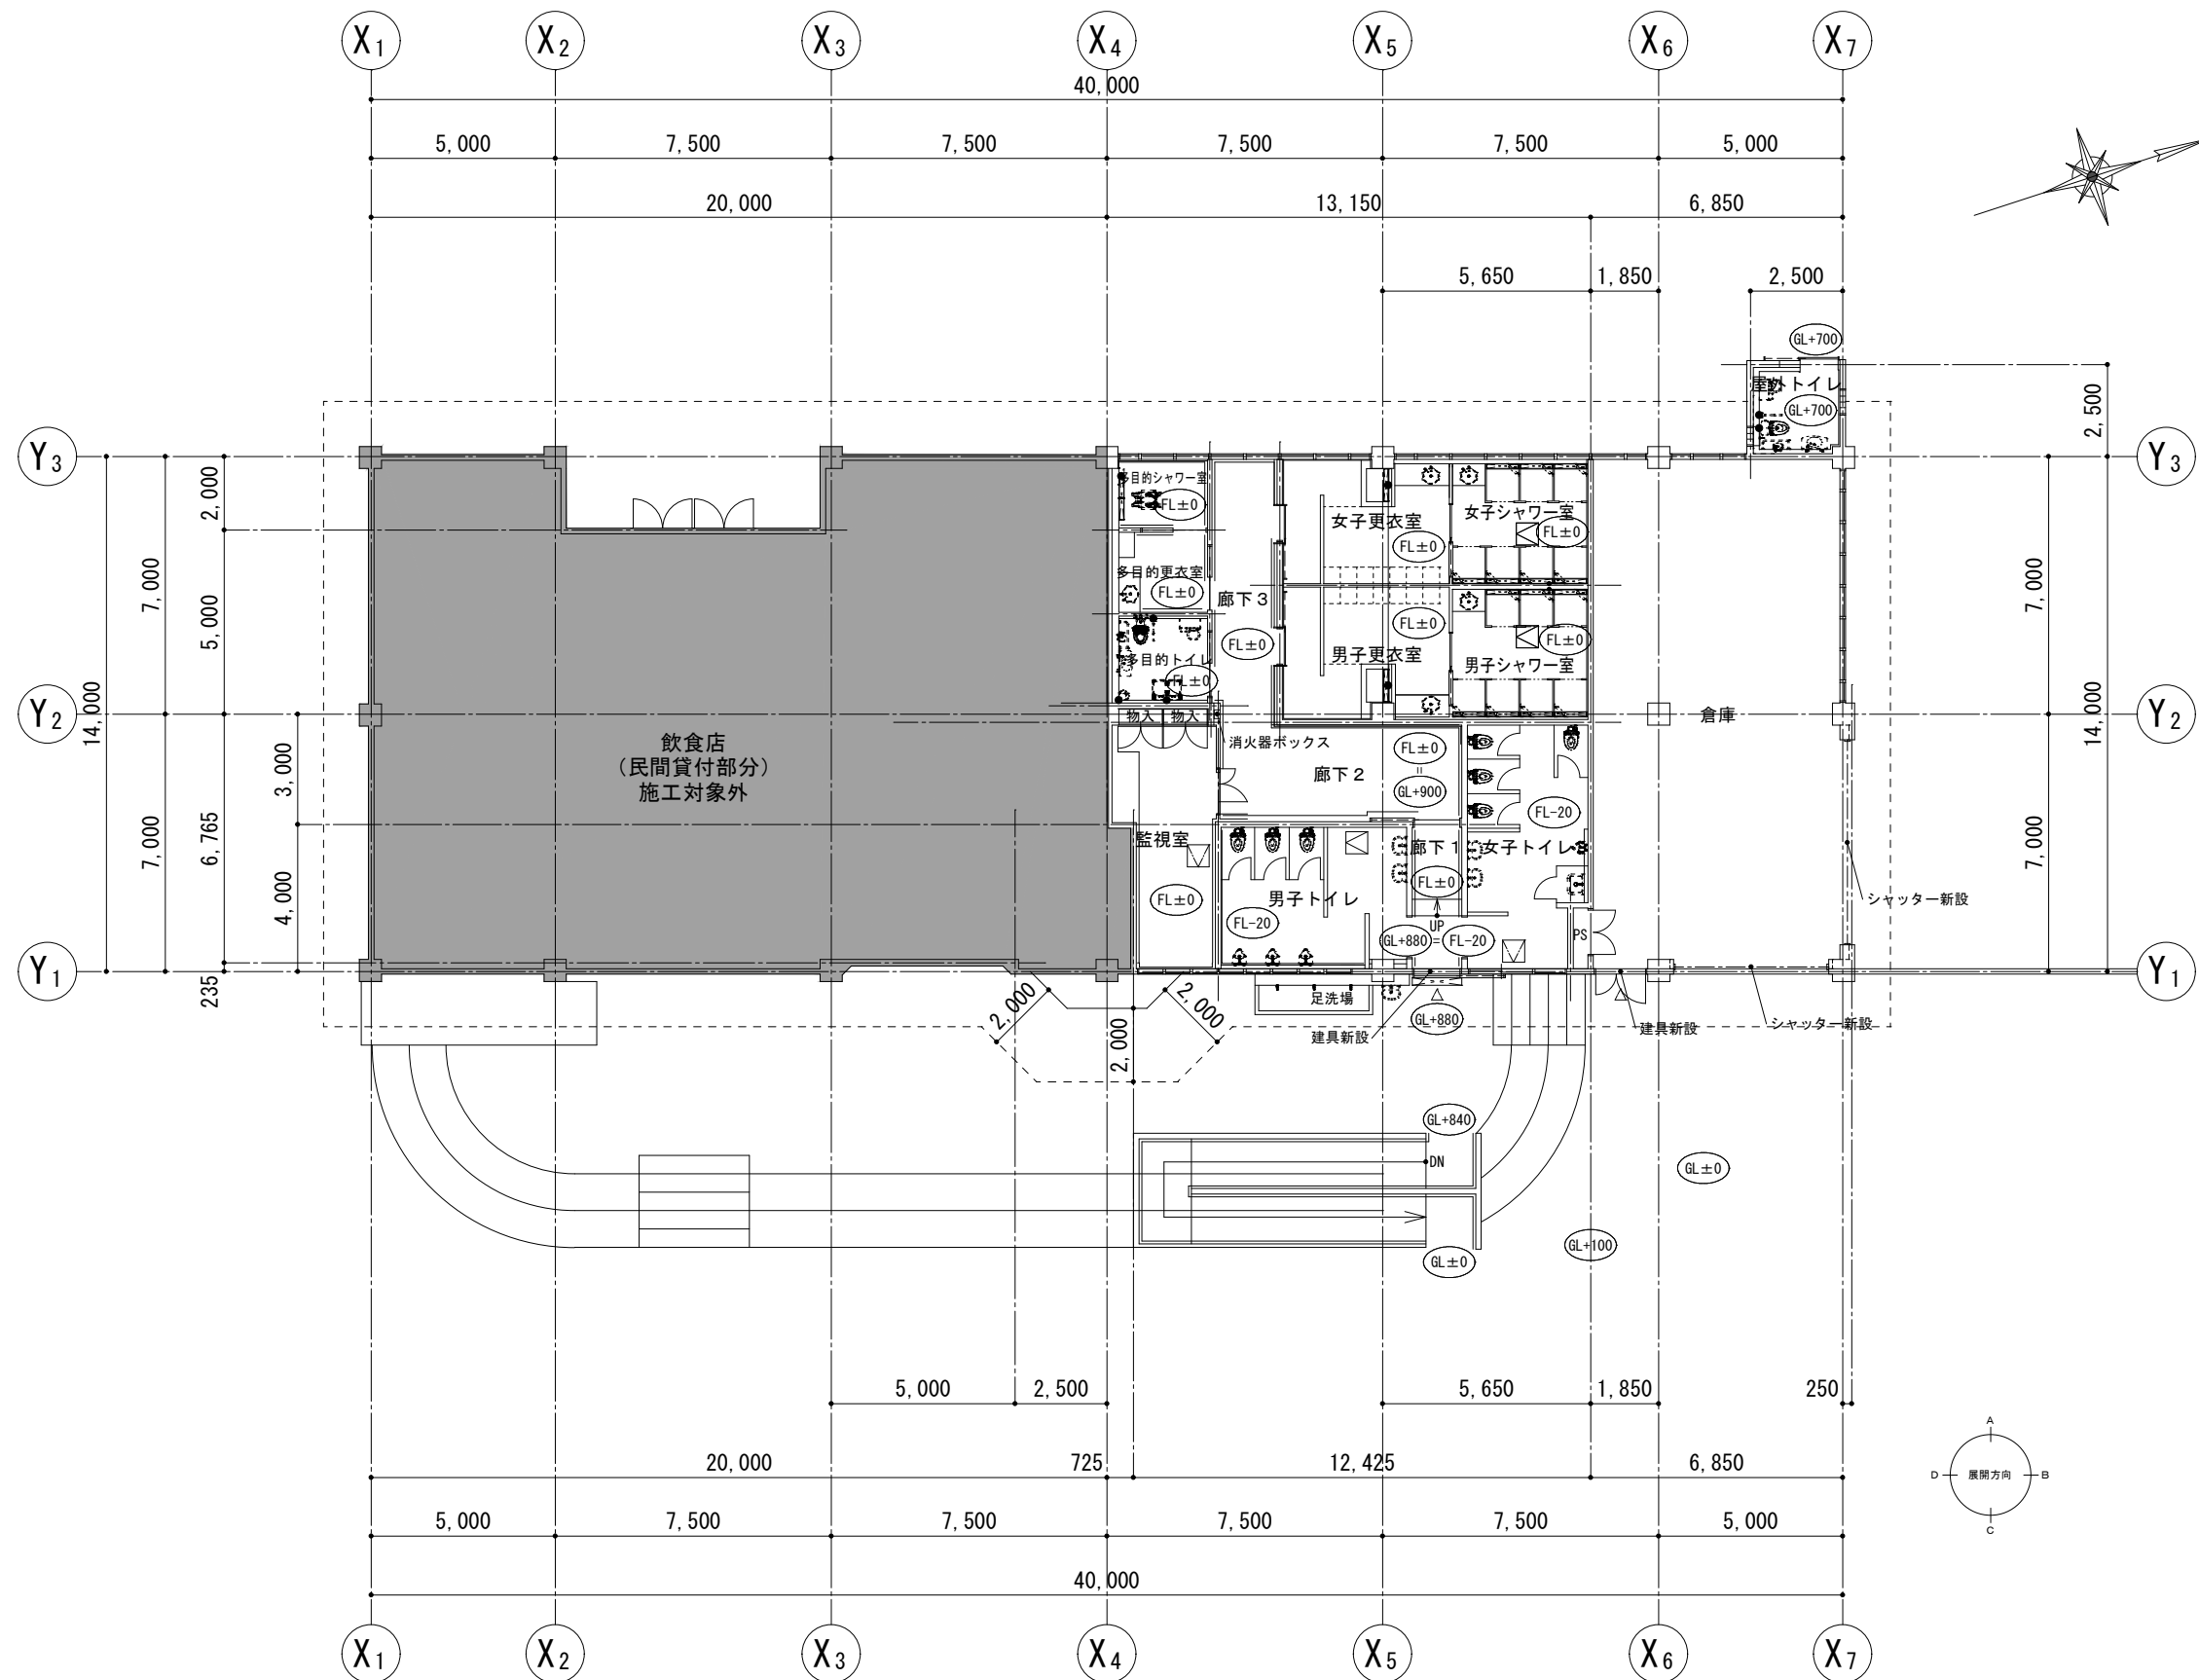 X1 X2 X3 X4 X5 X6 X7
40,000
5,000 7,500 7,500 7,500 7,500 5,000
20,000 13,150 6,850
5,650 1,850 2,500
GL+700
屋外トイレ
GL+700
2,500
Y3
Y3
2,000
7,000
5,000
14,000
多目的シャワー室
FL±0
多目的更衣室
FL±0
廊下3
FL±0
多目的トイレ
FL±0
女子更衣室
FL±0
女子シャワー室
FL±0
FL±0
男子更衣室
FL±0
男子シャワー室
7,000
14,000
Y2
倉庫
Y2
物入 物入
消火器ボックス
飲食店
(民間貸付部分)
施工対象外
3,000
6,765
7,000
4,000
235
廊下2
FL±0
=
GL+900
監視室
FL±0
男子トイレ
FL-20
廊下1
FL±0
UP
GL+880=FL-20
女子トイレ
FL-20
PS
7,000
シャッター新設
Y1
Y1
足洗場
2,000
2,000
2,000
建具新設
GL+880
建具新設
シャッター新設
GL+840
DN
GL±0
GL+100
GL±0
5,000 2,500 5,650 1,850 250
20,000 725 12,425 6,850
5,000 7,500 7,500 7,500 7,500 5,000
40,000
A
D 展開方向 B
C
X1 X2 X3 X4 X5 X6 X7